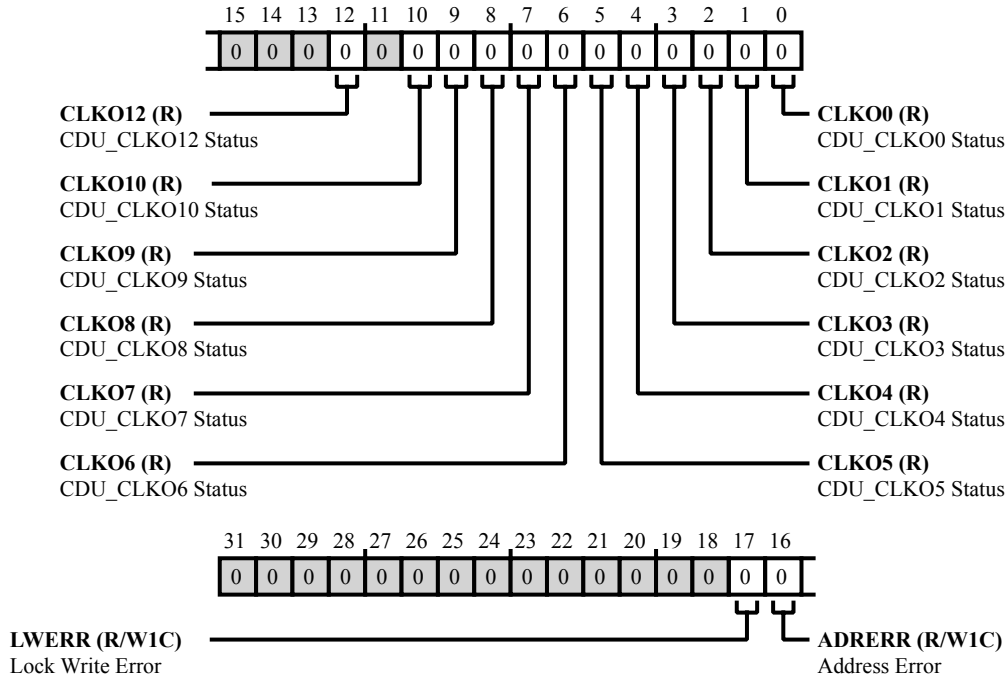 15 14 13 12 11 10 9 8 7 6 5 4 3 2 1 0
0 0 0 0 0 0 0 0 0 0 0 0 0 0 0 0
CLKO12 (R)
CDU_CLKO12 Status
CLKO0 (R)
CDU_CLKO0 Status
CLKO10 (R)
CDU_CLKO10 Status
CLKO1 (R)
CDU_CLKO1 Status
CLKO9 (R)
CDU_CLKO9 Status
CLKO2 (R)
CDU_CLKO2 Status
CLKO8 (R)
CDU_CLKO8 Status
CLKO3 (R)
CDU_CLKO3 Status
CLKO7 (R)
CDU_CLKO7 Status
CLKO4 (R)
CDU_CLKO4 Status
CLKO6 (R)
CDU_CLKO6 Status
CLKO5 (R)
CDU_CLKO5 Status
31 30 29 28 27 26 25 24 23 22 21 20 19 18 17 16
0 0 0 0 0 0 0 0 0 0 0 0 0 0 0 0
LWERR (R/W1C)
Lock Write Error
ADRERR (R/W1C)
Address Error